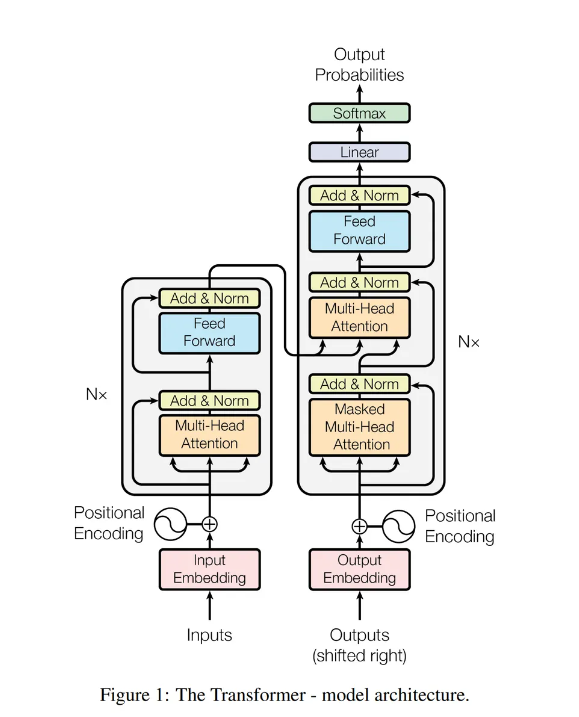 Output
Probabilities
Softmax
Linear
Add & Norm
Feed
Forward
Add & Norm
Multi-Head
Attention
Add & Norm
Masked
Multi-Head
Attention
N×
Add & Norm
Feed
Forward
Add & Norm
Multi-Head
Attention
N×
Positional
Encoding
Positional
Encoding
Input
Embedding
Output
Embedding
Inputs
Outputs
(shifted right)
Figure 1: The Transformer - model architecture.